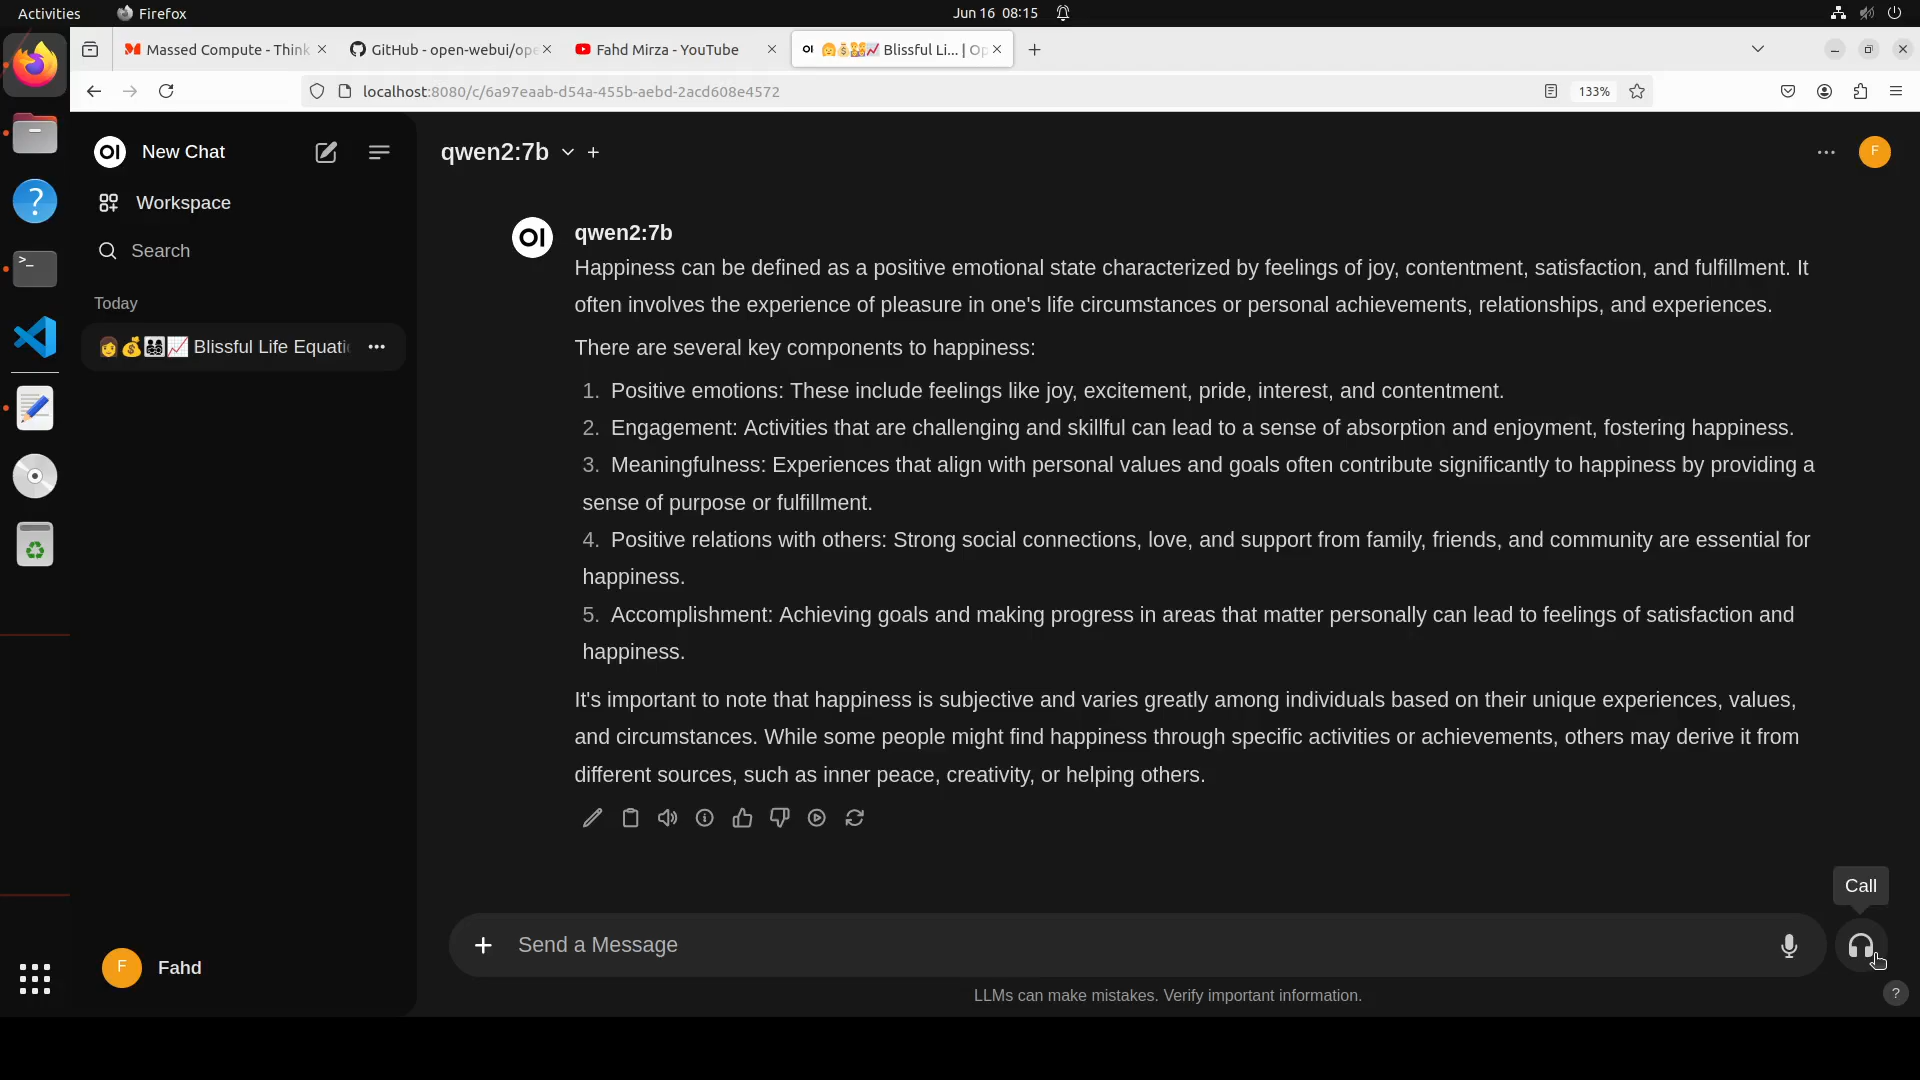 Activities
Firefox
Jun 16 08:15
Massed Compute - Think
GitHub - open-webui/ope
Fahd Mirza - YouTube
OI 👩💰👨‍👩‍👧‍👦📈 Blissful Li... | Op
localhost:8080/c/6a97eaab-d54a-455b-aebd-2acd608e4572
133%
OI New Chat
Workspace
Search
Today
👩💰👨‍👩‍👧‍👦📈 Blissful Life Equati
F Fahd
qwen2:7b
F
OI qwen2:7b
Happiness can be defined as a positive emotional state characterized by feelings of joy, contentment, satisfaction, and fulfillment. It
often involves the experience of pleasure in one's life circumstances or personal achievements, relationships, and experiences.
There are several key components to happiness:
1. Positive emotions: These include feelings like joy, excitement, pride, interest, and contentment.
2. Engagement: Activities that are challenging and skillful can lead to a sense of absorption and enjoyment, fostering happiness.
3. Meaningfulness: Experiences that align with personal values and goals often contribute significantly to happiness by providing a
sense of purpose or fulfillment.
4. Positive relations with others: Strong social connections, love, and support from family, friends, and community are essential for
happiness.
5. Accomplishment: Achieving goals and making progress in areas that matter personally can lead to feelings of satisfaction and
happiness.
It's important to note that happiness is subjective and varies greatly among individuals based on their unique experiences, values,
and circumstances. While some people might find happiness through specific activities or achievements, others may derive it from
different sources, such as inner peace, creativity, or helping others.
Call
Send a Message
LLMs can make mistakes. Verify important information.
?